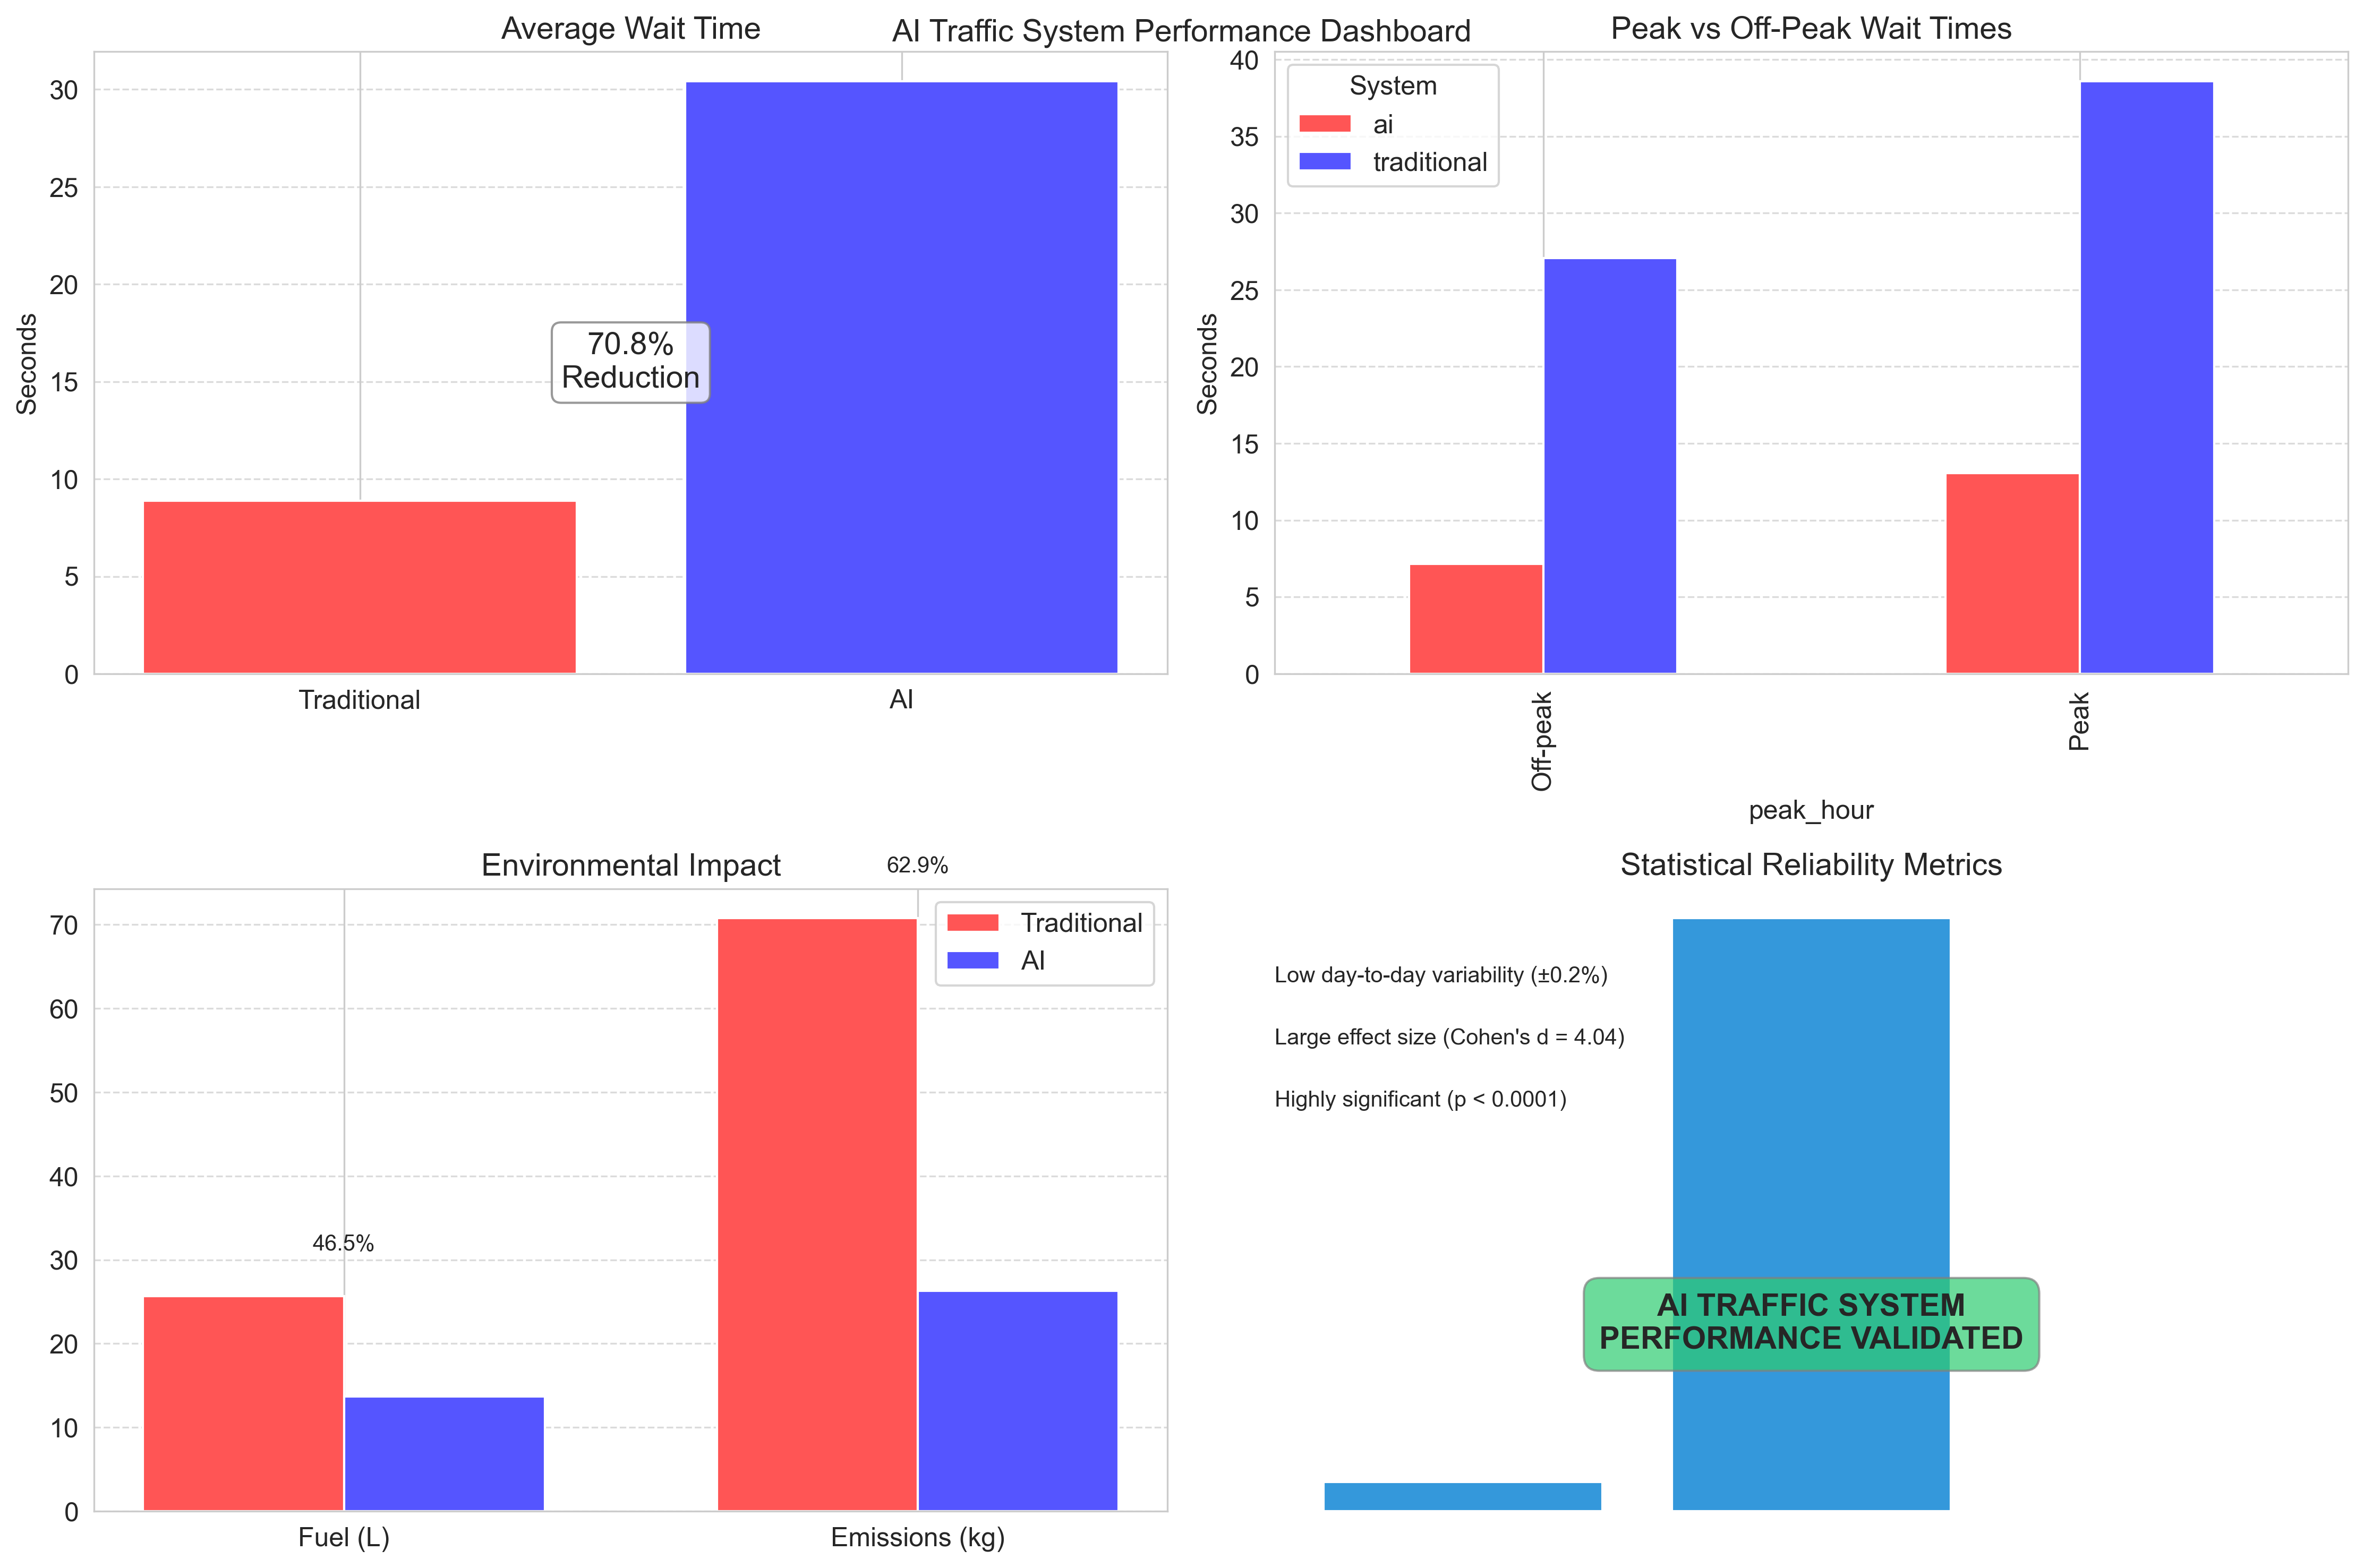 AI Traffic System Performance Dashboard
Average Wait Time
Seconds
30
25
20
15
10
5
0
70.8%
Reduction
Traditional
AI
Peak vs Off-Peak Wait Times
Seconds
40
35
30
25
20
15
10
5
0
System
ai
traditional
Off-peak
Peak
peak_hour
Environmental Impact
62.9%
70
60
50
40
30
20
10
0
Traditional
AI
46.5%
Fuel (L)
Emissions (kg)
Statistical Reliability Metrics
Low day-to-day variability (±0.2%)
Large effect size (Cohen's d = 4.04)
Highly significant (p < 0.0001)
AI TRAFFIC SYSTEM
PERFORMANCE VALIDATED